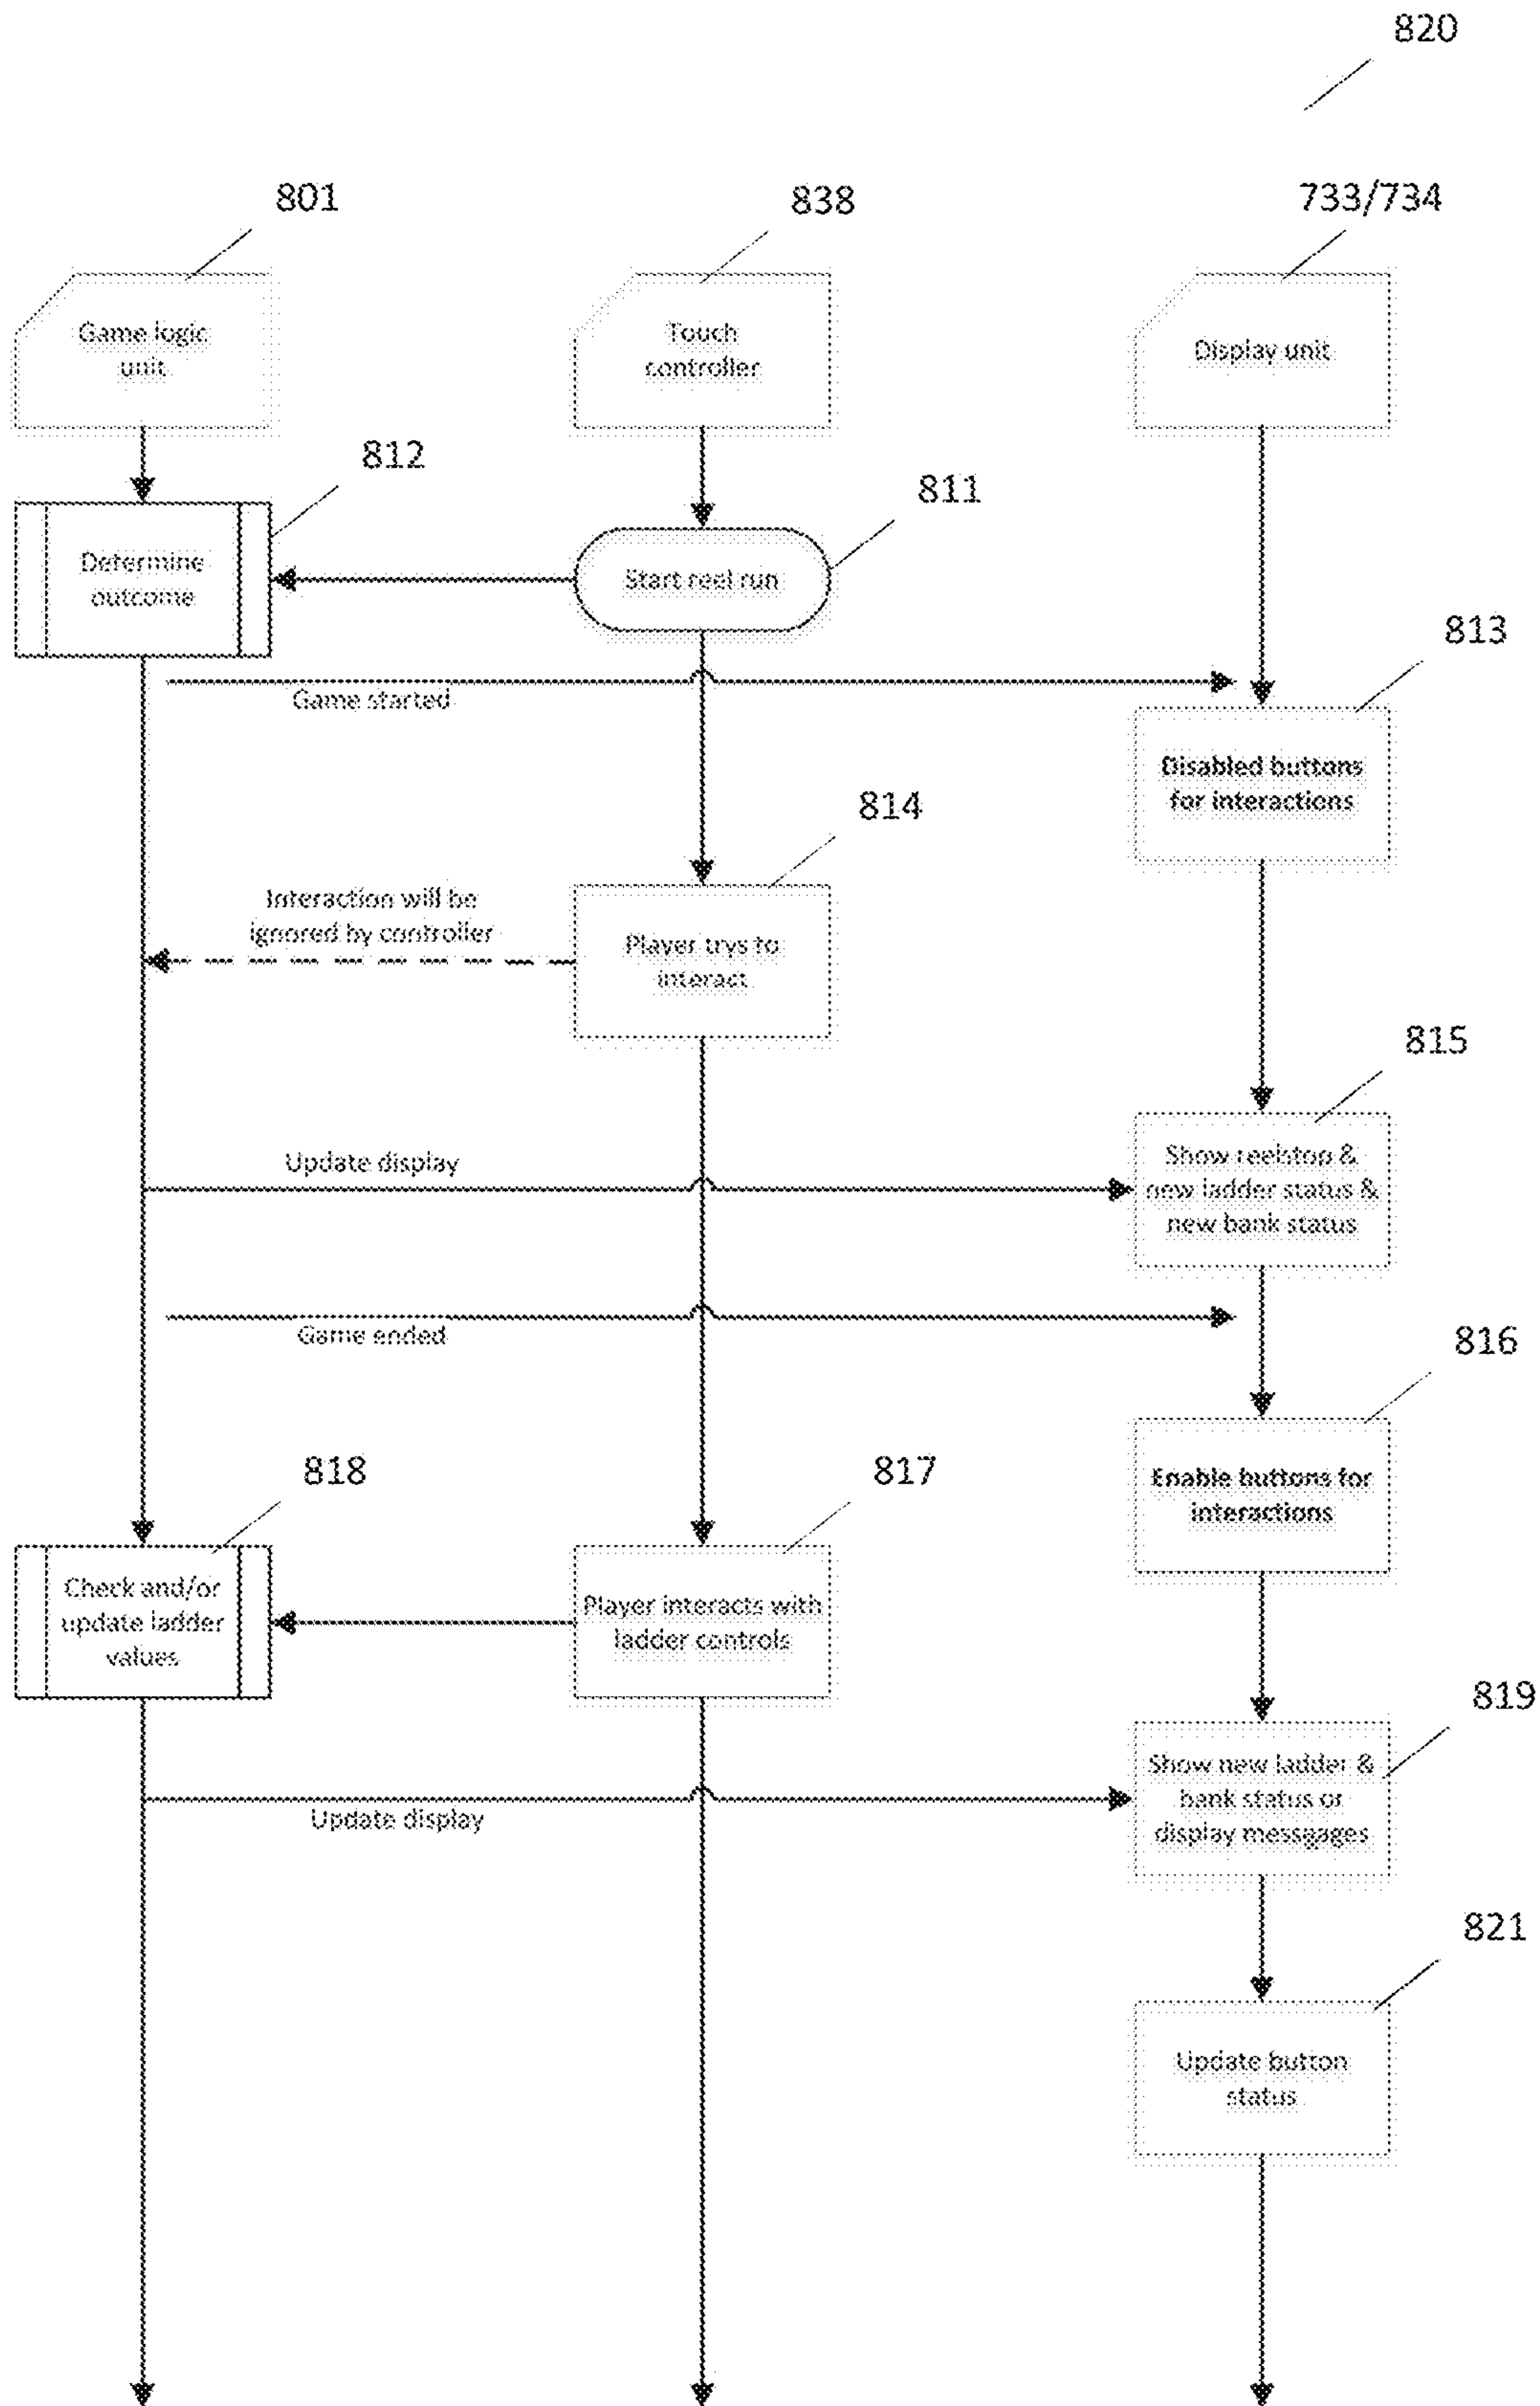 820
801
838
733/734
Game logic
unit
Touch
controller
Display unit
812
811
Determine
outcome
Start reel run
813
Game started
Disabled buttons
for interactions
814
Interaction will be
ignored by controller
Player trys to
interact
815
Update display
Show reelstop &
new ladder status &
new bank status
Game ended
816
Enable buttons for
interactions
818
817
Check and/or
update ladder
values
Player interacts with
ladder controls
819
Show new ladder &
bank status or
display messgages
Update display
821
Update button
status